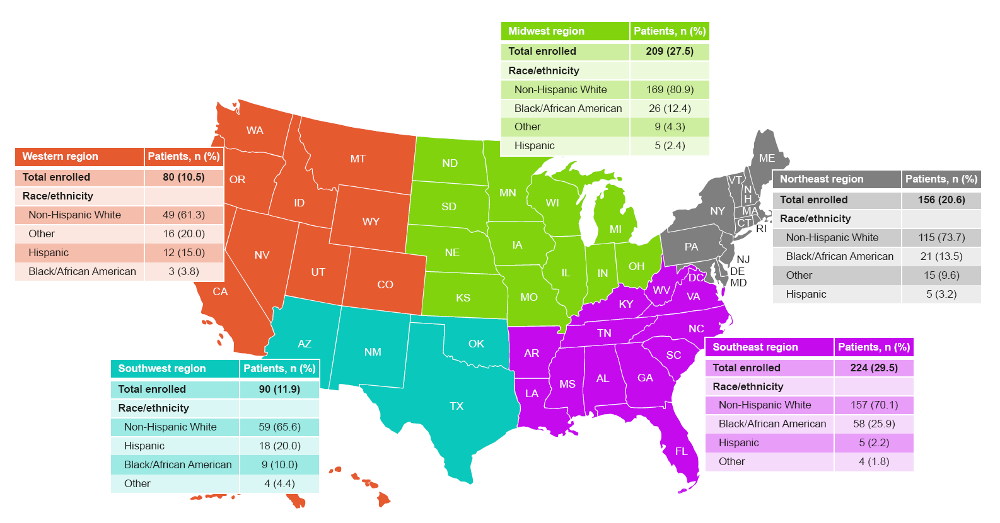 Midwest region Patients, n (%)
Total enrolled 209 (27.5)
Race/ethnicity
Non-Hispanic White 169 (80.9)
Black/African American 26 (12.4)
Other 9 (4.3)
Hispanic 5 (2.4)
Western region Patients, n (%)
Total enrolled 80 (10.5)
Race/ethnicity
Non-Hispanic White 49 (61.3)
Other 16 (20.0)
Hispanic 12 (15.0)
Black/African American 3 (3.8)
Northeast region Patients, n (%)
Total enrolled 156 (20.6)
Race/ethnicity
Non-Hispanic White 115 (73.7)
Black/African American 21 (13.5)
Other 15 (9.6)
Hispanic 5 (3.2)
Southwest region Patients, n (%)
Total enrolled 90 (11.9)
Race/ethnicity
Non-Hispanic White 59 (65.6)
Hispanic 18 (20.0)
Black/African American 9 (10.0)
Other 4 (4.4)
Southeast region Patients, n (%)
Total enrolled 224 (29.5)
Race/ethnicity
Non-Hispanic White 157 (70.1)
Black/African American 58 (25.9)
Hispanic 5 (2.2)
Other 4 (1.8)
WA
OR
ID
MT
WY
NV
UT
CO
CA
ND
SD
NE
KS
MN
IA
MO
WI
IL
MI
IN
OH
ME
VT
N
H
MA
CT
RI
NY
PA
NJ
DE
MD
DC
WV
VA
KY
NC
TN
SC
AR
LA
MS
AL
GA
FL
AZ
NM
OK
TX